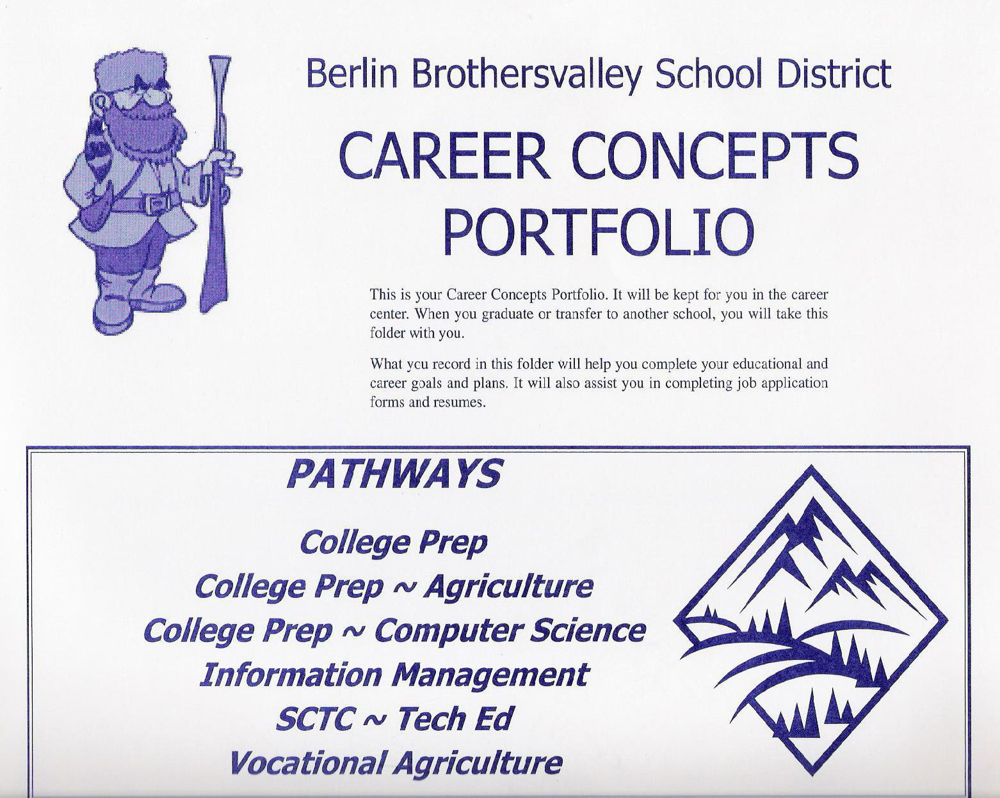 Berlin Brothersvalley School District
CAREER CONCEPTS
PORTFOLIO
This is your Career Concepts Portfolio. It will be kept for you in the career
center. When you graduate or transfer to another school, you will take this
folder with you.
What you record in this folder will help you complete your educational and
career goals and plans. It will also assist you in completing job application
forms and resumes.
PATHWAYS
College Prep
College Prep ~ Agriculture
College Prep ~ Computer Science
Information Management
SCTC ~ Tech Ed
Vocational Agriculture